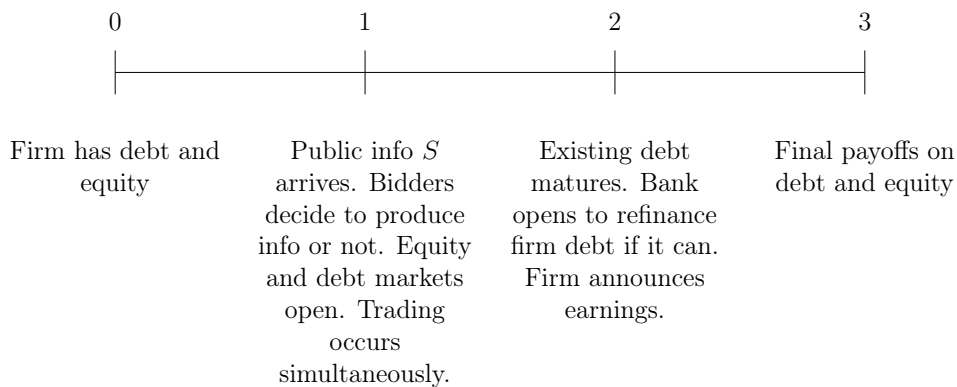 0
1
2
3
Firm has debt and
equity
Public info S
arrives. Bidders
decide to produce
info or not. Equity
and debt markets
open. Trading
occurs
simultaneously.
Existing debt
matures. Bank
opens to refinance
firm debt if it can.
Firm announces
earnings.
Final payoffs on
debt and equity